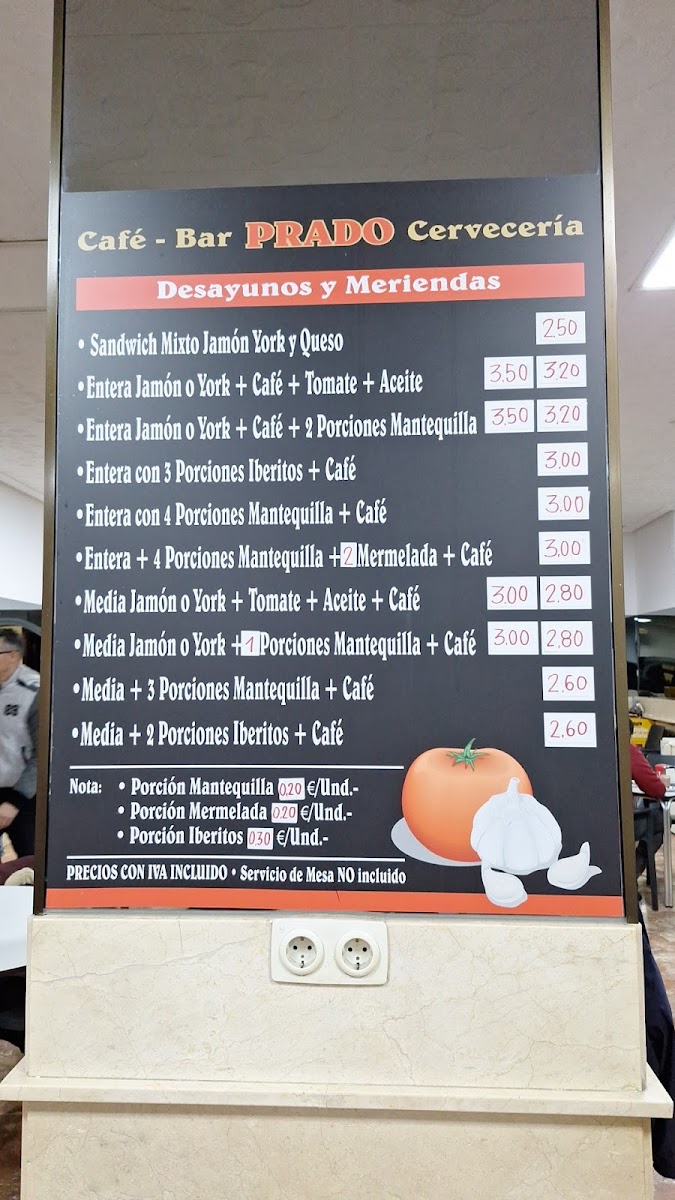 Café - Bar PRADO Cervecería
Desayunos y Meriendas
• Sandwich Mixto Jamón York y Queso 2,50
• Entera Jamón o York + Café + Tomate + Aceite 3,50 3,20
• Entera Jamón o York + Café + 2 Porciones Mantequilla 3,50 3,20
• Entera con 3 Porciones Iberitos + Café 3,00
• Entera con 4 Porciones Mantequilla + Café 3,00
• Entera + 4 Porciones Mantequilla + 2 Mermelada + Café 3,00
• Media Jamón o York + Tomate + Aceite + Café 3,00 2,80
• Media Jamón o York + 1 Porciones Mantequilla + Café 3,00 2,80
• Media + 3 Porciones Mantequilla + Café 2,60
• Media + 2 Porciones Iberitos + Café 2,60
Nota: • Porción Mantequilla 0,20 €/Und.-
• Porción Mermelada 0,20 €/Und.-
• Porción Iberitos 0,30 €/Und.-
PRECIOS CON IVA INCLUIDO • Servicio de Mesa NO incluido